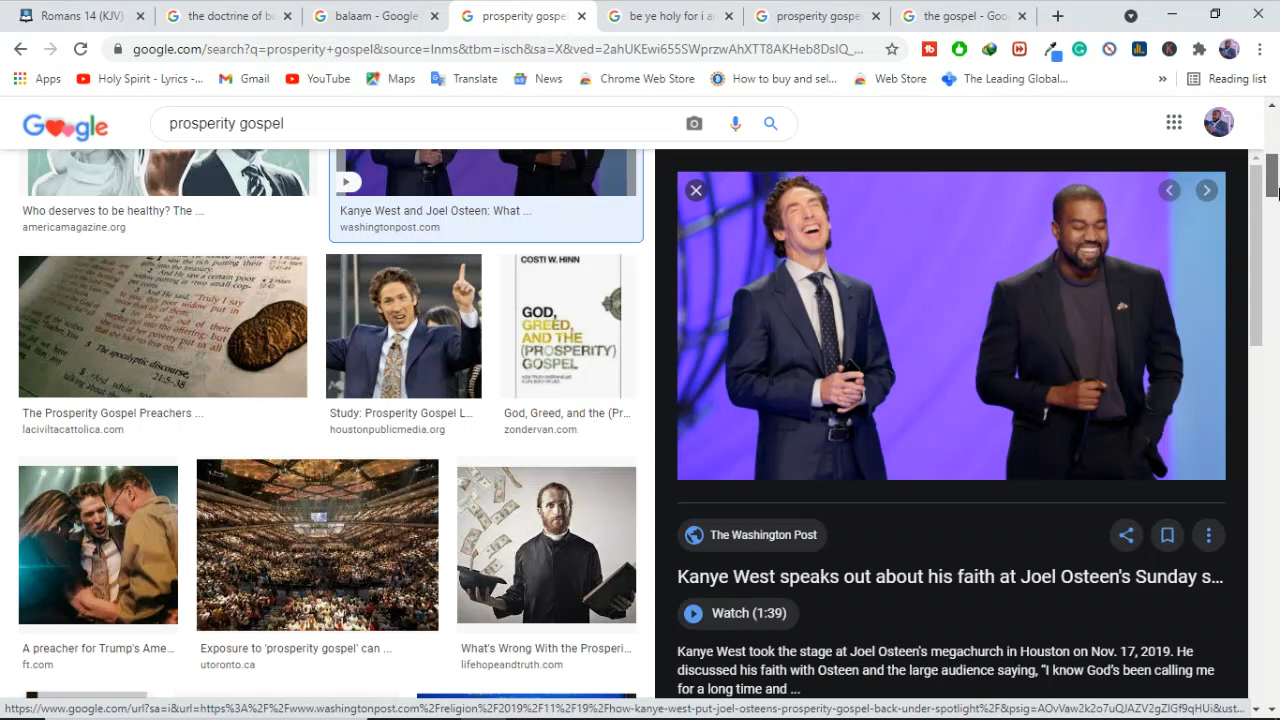 Romans 14 (KJV)
the doctrine of ba
balaam - Google
prosperity gospel
be ye holy for i a
prosperity gospe
the gospel - Goo
google.com/search?q=prosperity+gospel&source=lnms&tbm=isch&sa=X&ved=2ahUKEwi655SWprzwAhXTT8AKHeb8DsIQ_...
Apps
Holy Spirit - Lyrics -...
Gmail
YouTube
Maps
Translate
News
Chrome Web Store
How to buy and sel...
Web Store
The Leading Global...
Reading list
Google
prosperity gospel
Who deserves to be healthy? The ...
americamagazine.org
Kanye West and Joel Osteen: What ...
washingtonpost.com
21:5–38
The Prosperity Gospel Preachers ...
laciviltacattolica.com
Study: Prosperity Gospel L...
houstonpublicmedia.org
COSTI W. HINN
GOD,
GREED,
AND THE
(PROSPERITY)
GOSPEL
God, Greed, and the (Pr...
zondervan.com
A preacher for Trump's Ame...
ft.com
Exposure to 'prosperity gospel' can ...
utoronto.ca
What's Wrong With the Prosperi...
lifehopeandtruth.com
The Washington Post
Kanye West speaks out about his faith at Joel Osteen's Sunday s...
Watch (1:39)
Kanye West took the stage at Joel Osteen's megachurch in Houston on Nov. 17, 2019. He
discussed his faith with Osteen and the large audience saying, "I know God's been calling me
for a long time and ...
https://www.google.com/url?sa=i&url=https%3A%2F%2Fwww.washingtonpost.com%2Freligion%2F2019%2F11%2F19%2Fhow-kanye-west-put-joel-osteens-prosperity-gospel-back-under-spotlight%2F&psig=AOvVaw2k2o7uQJAZV2gZlGf9qHUi&ust...